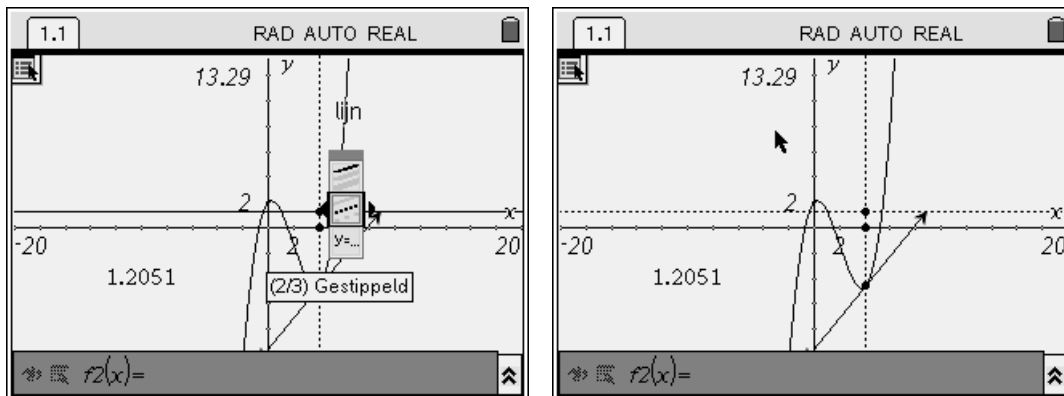 1.1 RAD AUTO REAL
13.29 y
lijn
2
x
-20 2 20
y=...
1.2051
(2/3) Gestippeld
f2(x)=
1.1 RAD AUTO REAL
13.29 y
2
x
-20 2 20
1.2051
f2(x)=